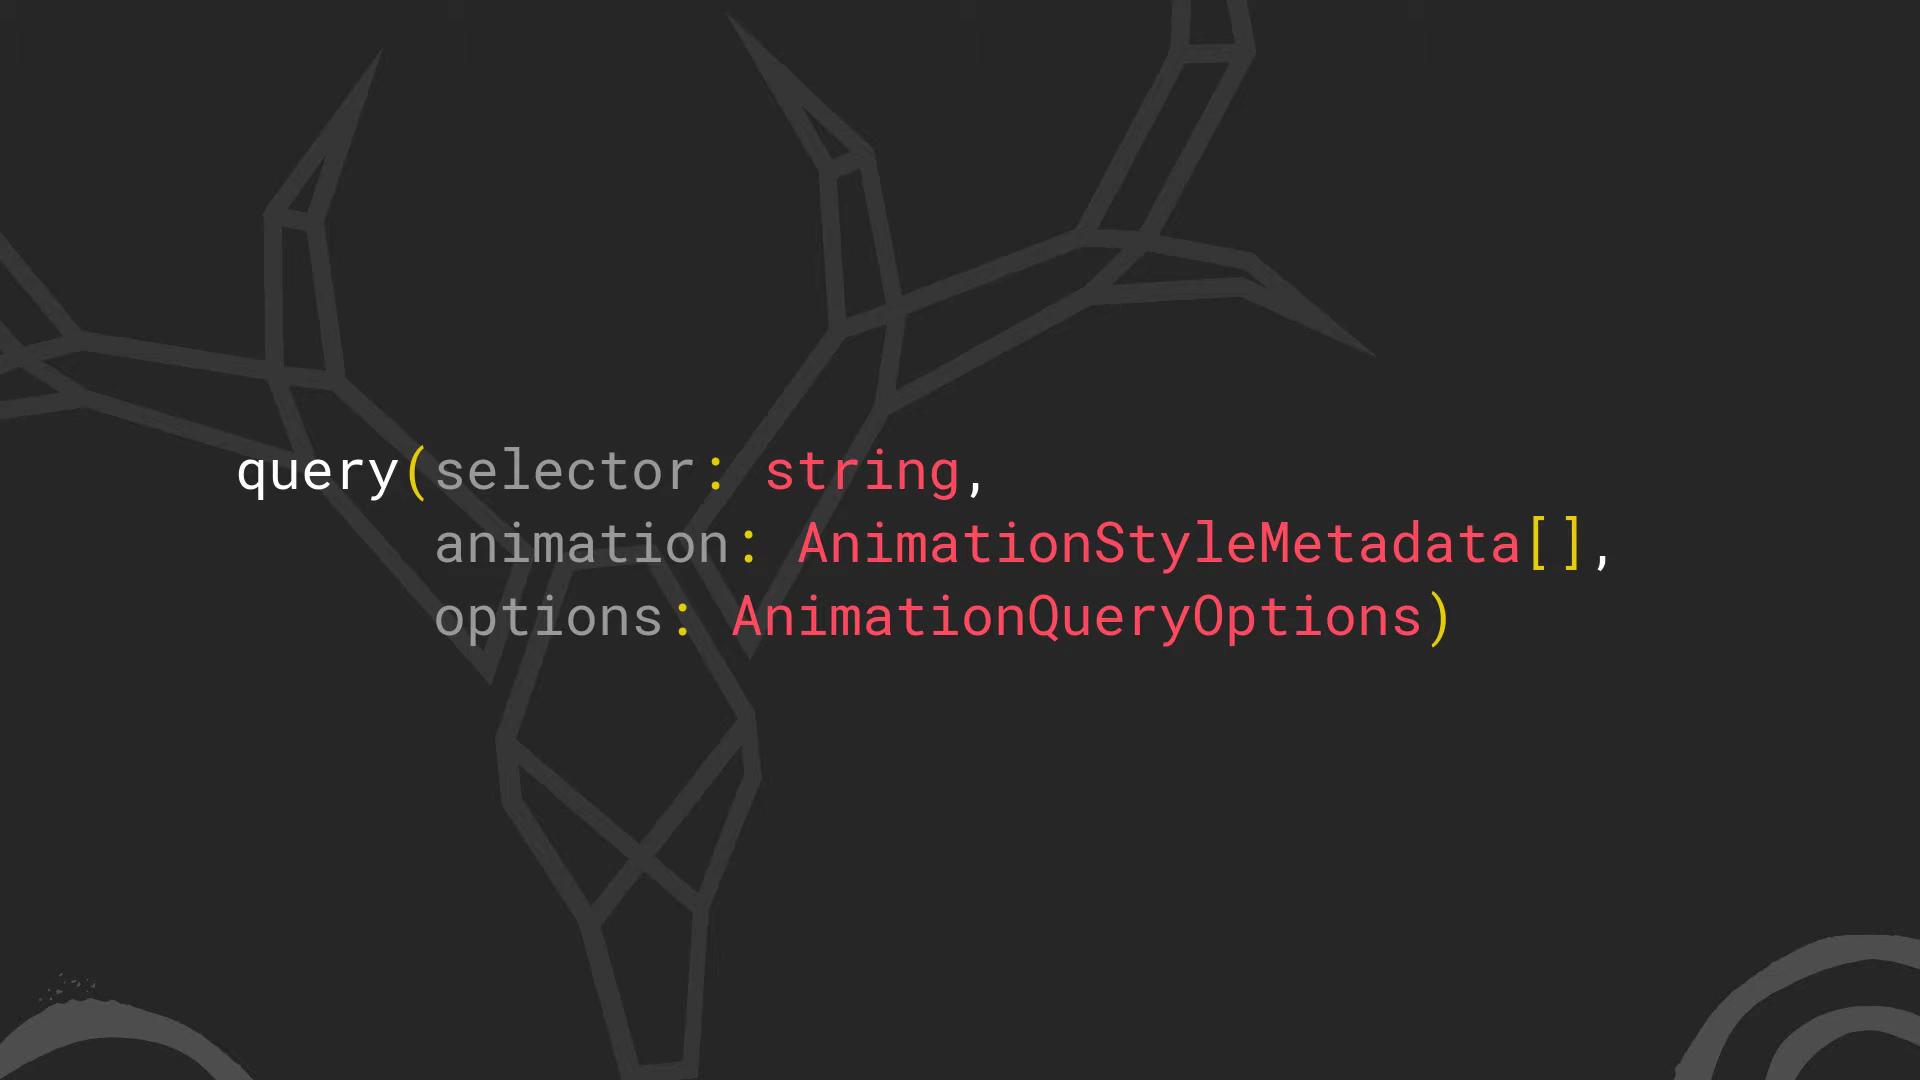 query(selector: string,
animation: AnimationStyleMetadata[],
options: AnimationQueryOptions)